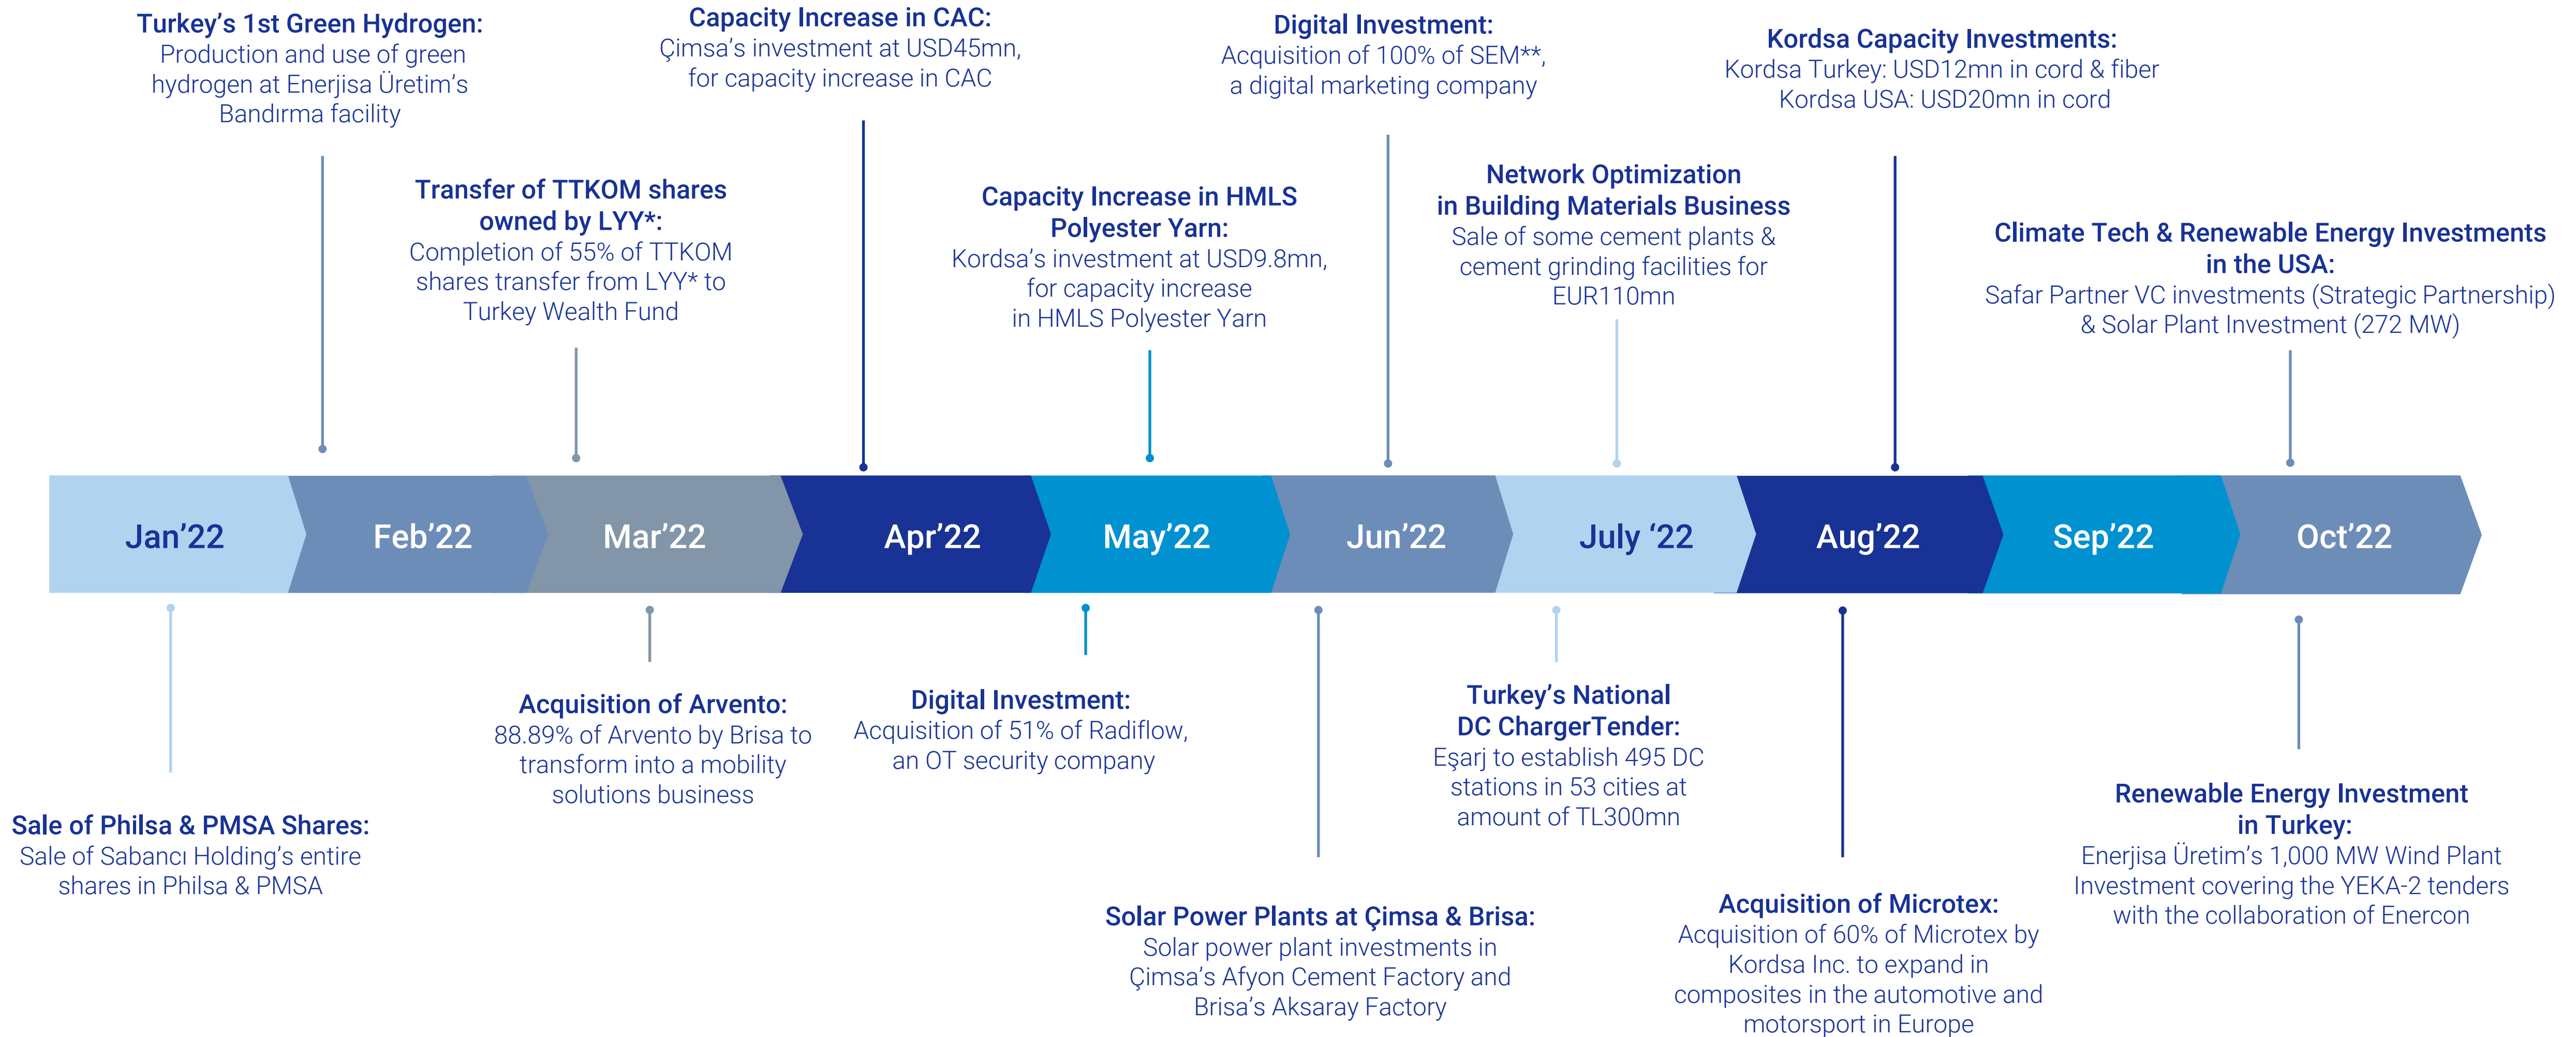 Turkey's 1st Green Hydrogen:
Production and use of green
hydrogen at Enerjisa Üretim's
Bandırma facility
Transfer of TTKOM shares
owned by LYY*:
Completion of 55% of TTKOM
shares transfer from LYY* to
Turkey Wealth Fund
Capacity Increase in CAC:
Çimsa's investment at USD45mn,
for capacity increase in CAC
Capacity Increase in HMLS
Polyester Yarn:
Kordsa's investment at USD9.8mn,
for capacity increase
in HMLS Polyester Yarn
Digital Investment:
Acquisition of 100% of SEM**,
a digital marketing company
Network Optimization
in Building Materials Business
Sale of some cement plants &
cement grinding facilities for
EUR110mn
Kordsa Capacity Investments:
Kordsa Turkey: USD12mn in cord & fiber
Kordsa USA: USD20mn in cord
Climate Tech & Renewable Energy Investments
in the USA:
Safar Partner VC investments (Strategic Partnership)
& Solar Plant Investment (272 MW)
Jan'22
Feb'22
Mar'22
Apr'22
May'22
Jun'22
July ‘22
Aug'22
Sep'22
Oct'22
Sale of Philsa & PMSA Shares:
Sale of Sabancı Holding's entire
shares in Philsa & PMSA
Acquisition of Arvento:
88.89% of Arvento by Brisa to
transform into a mobility
solutions business
Digital Investment:
Acquisition of 51% of Radiflow,
an OT security company
Solar Power Plants at Çimsa & Brisa:
Solar power plant investments in
Çimsa's Afyon Cement Factory and
Brisa's Aksaray Factory
Turkey's National
DC ChargerTender:
Eşarj to establish 495 DC
stations in 53 cities at
amount of TL300mn
Acquisition of Microtex:
Acquisition of 60% of Microtex by
Kordsa Inc. to expand in
composites in the automotive and
motorsport in Europe
Renewable Energy Investment
in Turkey:
Enerjisa Üretim's 1,000 MW Wind Plant
Investment covering the YEKA-2 tenders
with the collaboration of Enercon